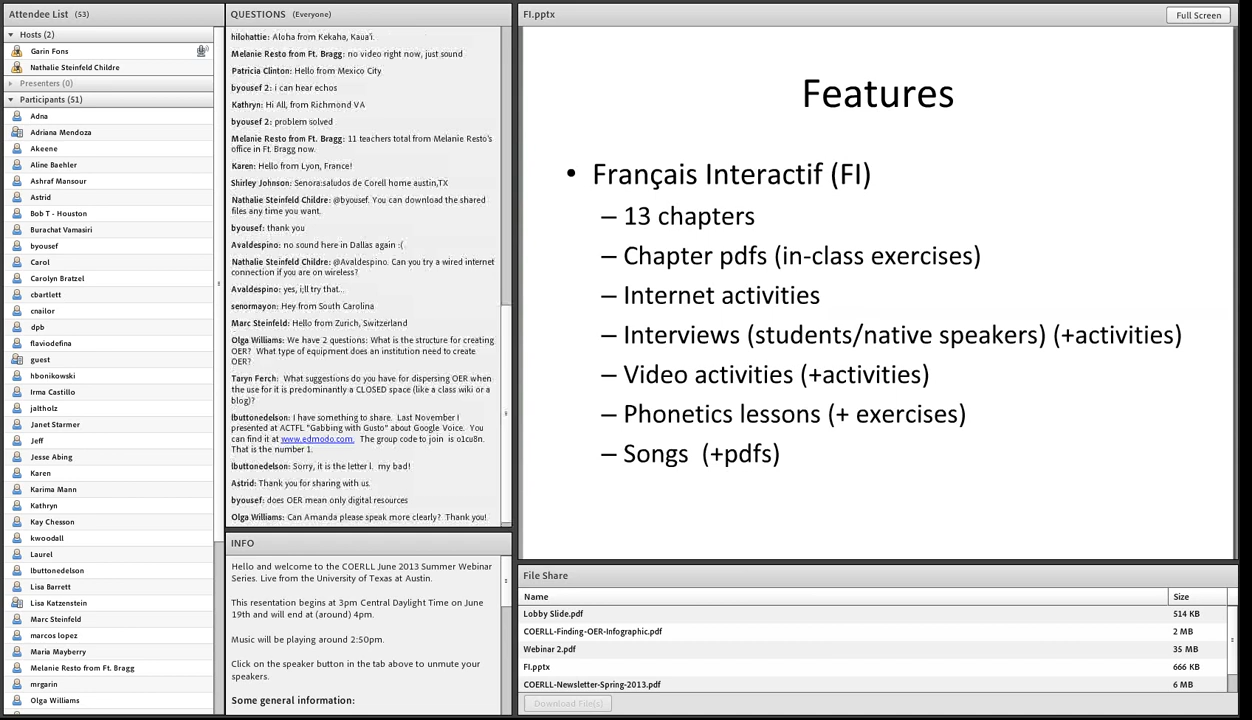 Attendee List (53)
Hosts (2)
Garin Fons
Nathalie Steinfeld Childre
Presenters (0)
Participants (51)
Adna
Adriana Mendoza
Akeene
Aline Baehler
Ashraf Mansour
Astrid
Bob T - Houston
Burachat Vamasiri
byousef
Carol
Carolyn Bratzel
cbartlett
cnailor
dpb
flaviodefina
guest
hbonikowski
Irma Castillo
jaltholz
Janet Starmer
Jeff
Jesse Abing
Karen
Karima Mann
Kathryn
Kay Chesson
kwoodall
Laurel
lbuttonedelson
Lisa Barrett
Lisa Katzenstein
Marc Steinfeld
marcos lopez
Maria Mayberry
Melanie Resto from Ft. Bragg
mrgarin
Olga Williams
QUESTIONS (Everyone)
hilohattie: Aloha from Kekaha, Kaua'i.
Melanie Resto from Ft. Bragg: no video right now, just sound
Patricia Clinton: Hello from Mexico City
byousef 2: i can hear echos
Kathryn: Hi All, from Richmond VA
byousef 2: problem solved
Melanie Resto from Ft. Bragg: 11 teachers total from Melanie Resto's
office in Ft. Bragg now.
Karen: Hello from Lyon, France!
Shirley Johnson: Senora:saludos de Corell home austin,TX
Nathalie Steinfeld Childre: @byousef. You can download the shared
files any time you want.
byousef: thank you
Avaldespino: no sound here in Dallas again :(
Nathalie Steinfeld Childre: @Avaldespino. Can you try a wired internet
connection if you are on wireless?
Avaldespino: yes, i;ll try that...
senormayon: Hey from South Carolina
Marc Steinfeld: Hello from Zurich, Switzerland
Olga Williams: We have 2 questions: What is the structure for creating
OER? What type of equipment does an institution need to create
OER?
Taryn Ferch: What suggestions do you have for dispersing OER when
the use for it is predominantly a CLOSED space (like a class wiki or a
blog)?
lbuttonedelson: I have something to share. Last November I
presented at ACTFL "Gabbing with Gusto" about Google Voice. You
can find it at www.edmodo.com. The group code to join is o1cu8n.
That is the number 1.
lbuttonedelson: Sorry, it is the letter l. my bad!
Astrid: Thank you for sharing with us.
byousef: does OER mean only digital resources
Olga Williams: Can Amanda please speak more clearly? Thank you!
INFO
Hello and welcome to the COERLL June 2013 Summer Webinar
Series. Live from the University of Texas at Austin.
This resentation begins at 3pm Central Daylight Time on June
19th and will end at (around) 4pm.
Music will be playing around 2:50pm.
Click on the speaker button in the tab above to unmute your
speakers.
Some general information:
FI.pptx
Full Screen
Features
• Français Interactif (FI)
– 13 chapters
– Chapter pdfs (in-class exercises)
– Internet activities
– Interviews (students/native speakers) (+activities)
– Video activities (+activities)
– Phonetics lessons (+ exercises)
– Songs (+pdfs)
File Share
Name Size
Lobby Slide.pdf 514 KB
COERLL-Finding-OER-Infographic.pdf 2 MB
Webinar 2.pdf 35 MB
FI.pptx 666 KB
COERLL-Newsletter-Spring-2013.pdf 6 MB
Download File(s)